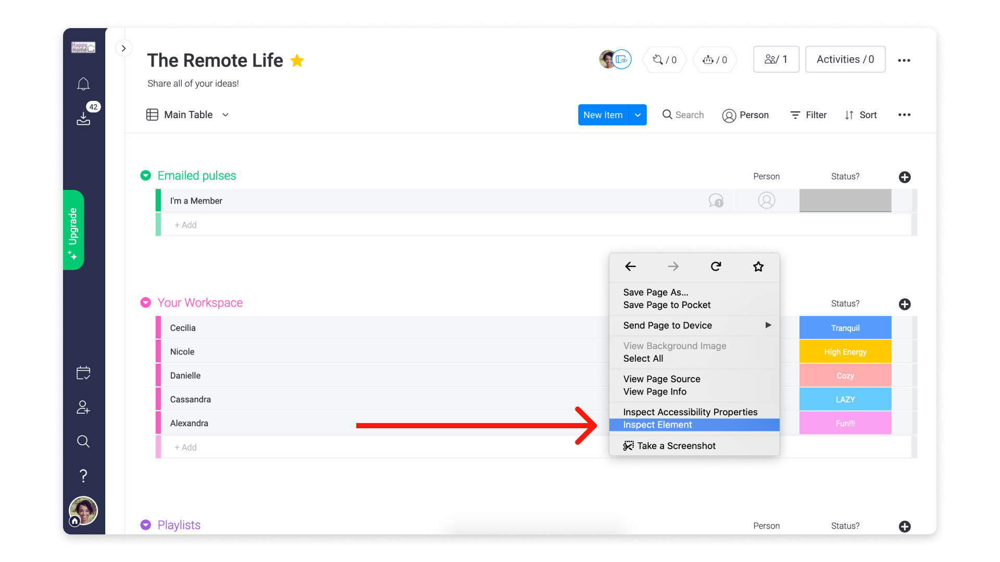 Happy
Home
The Remote Life
/ 0
/ 0
/ 1
Activities / 0
Share all of your ideas!
42
Main Table
New Item
Search
Person
Filter
Sort
Emailed pulses
Person
Status?
I'm a Member
1
+ Add
Upgrade
Your Workspace
Status?
Cecilia
Tranquil
Nicole
High Energy
Danielle
Cozy
Cassandra
LAZY
Alexandra
Fun!!!
+ Add
Save Page As...
Save Page to Pocket
Send Page to Device
View Background Image
Select All
View Page Source
View Page Info
Inspect Accessibility Properties
Inspect Element
Take a Screenshot
Playlists
Person
Status?